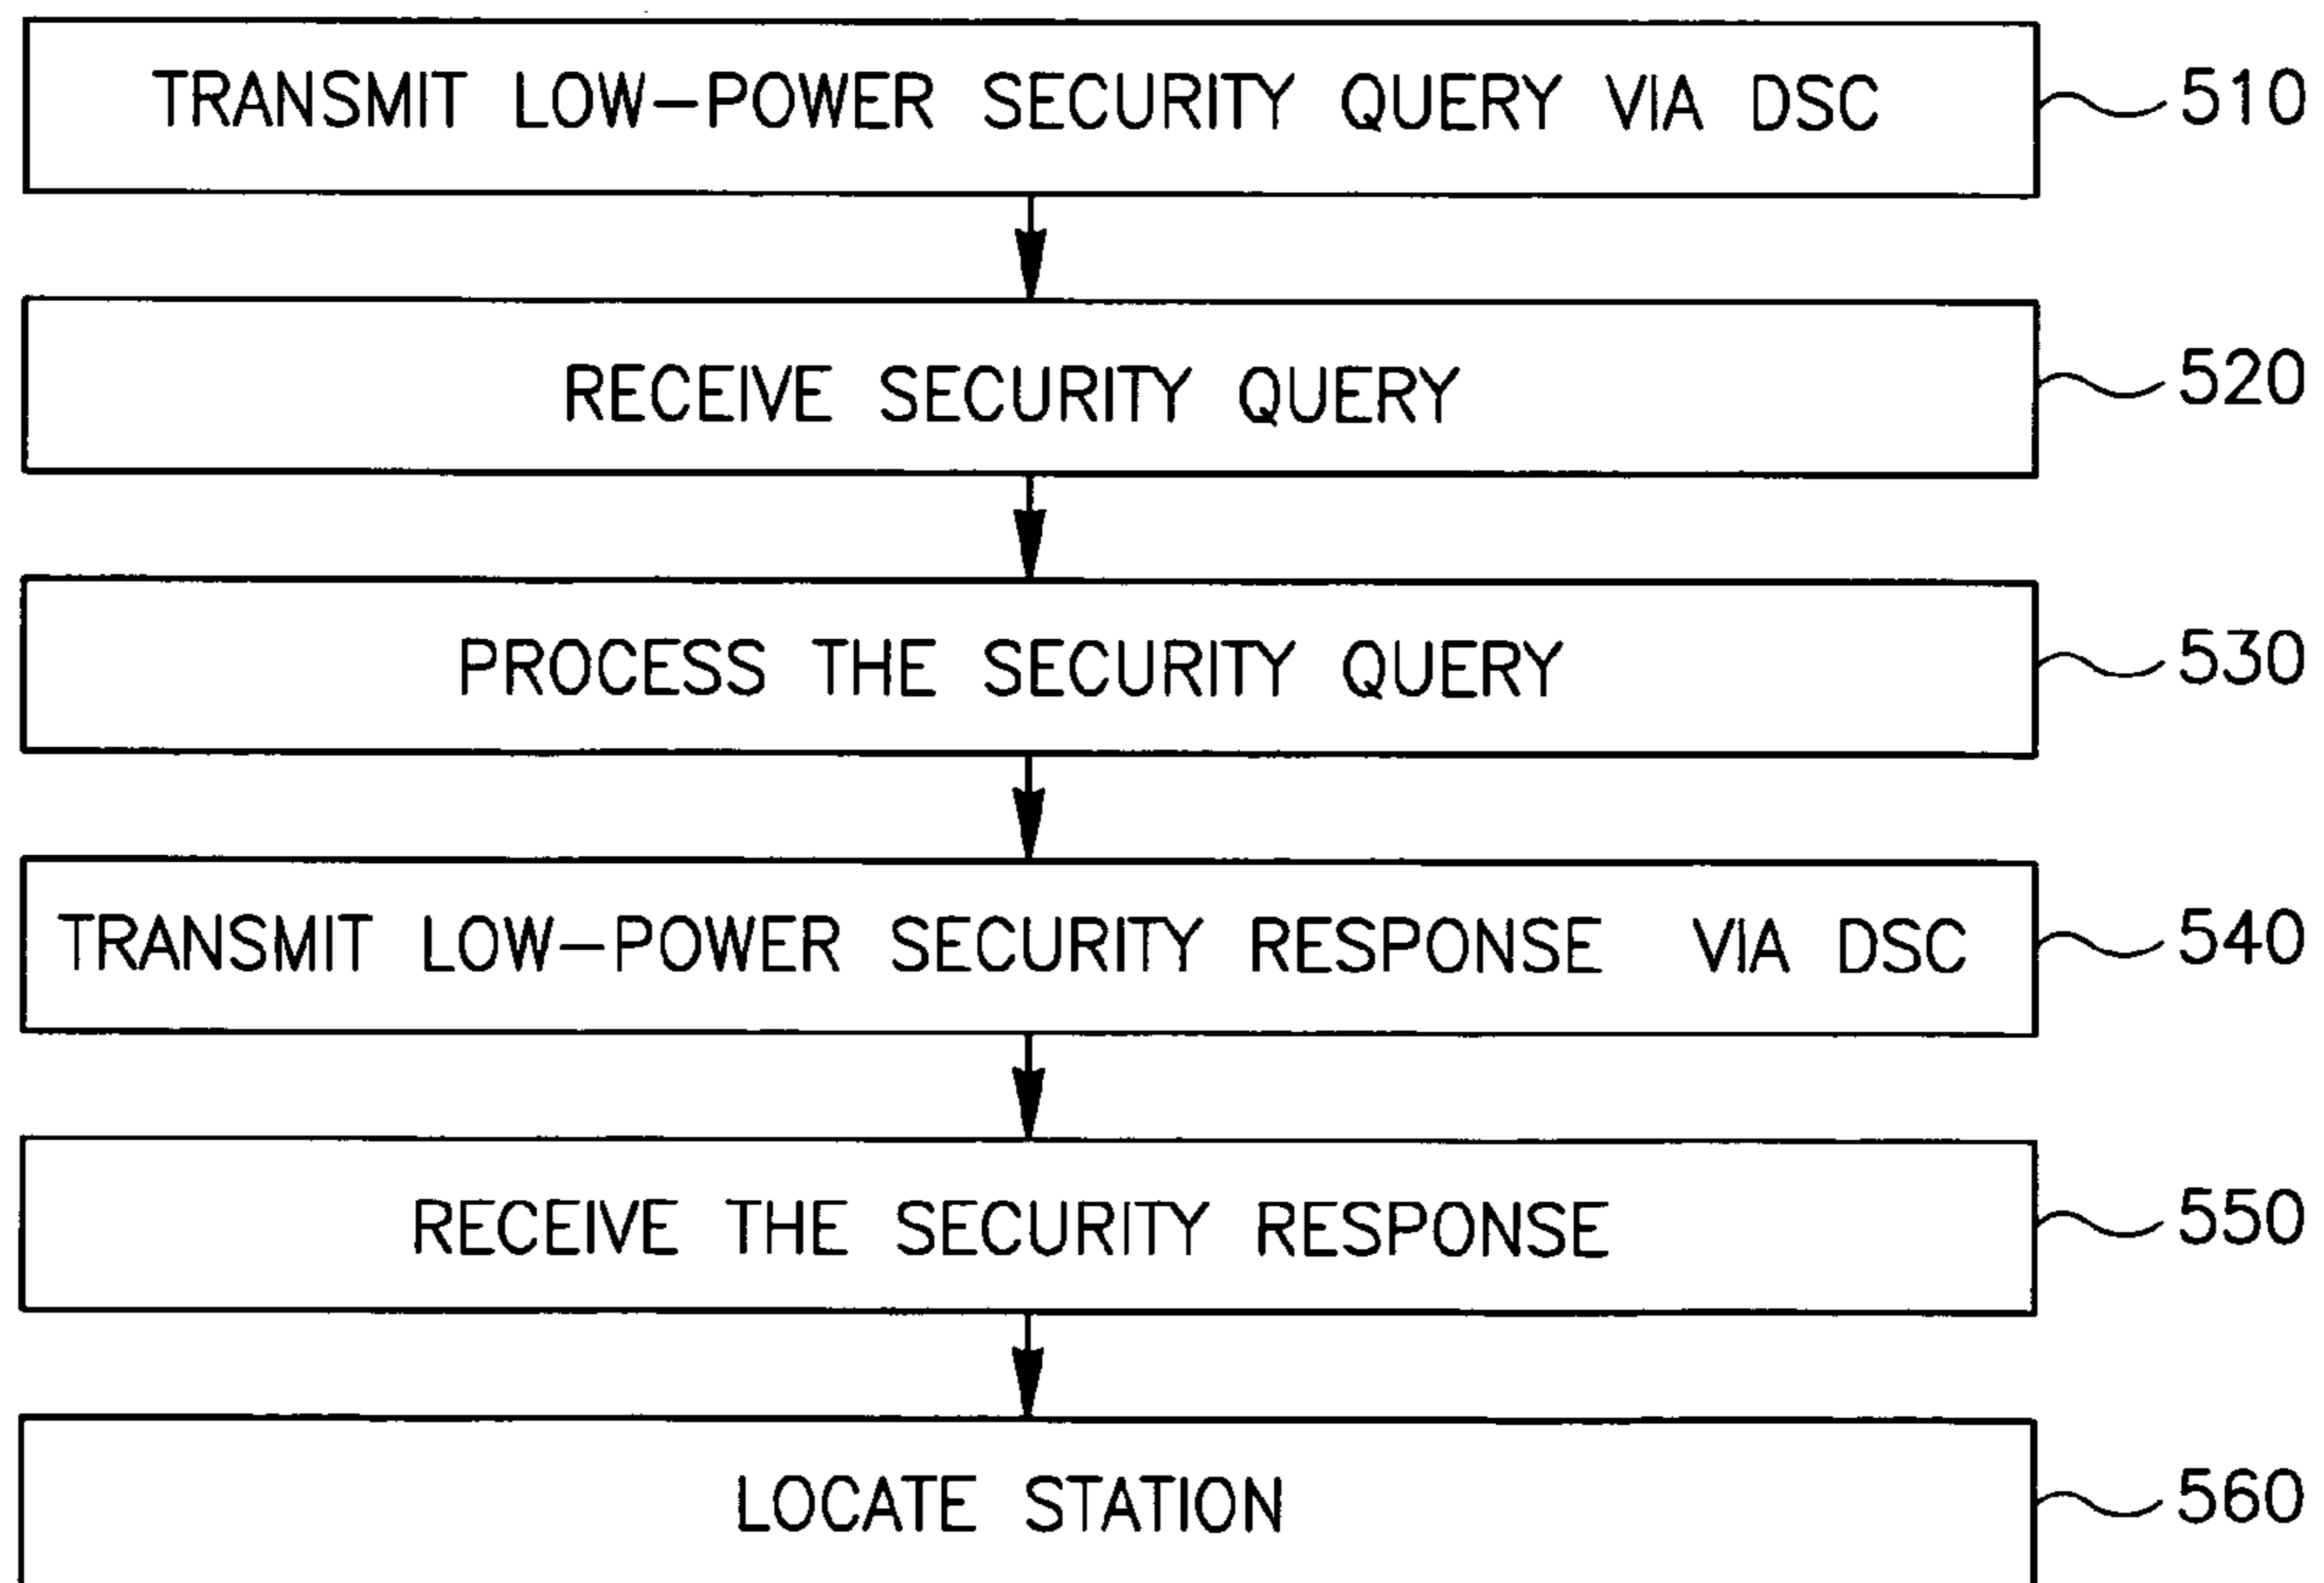 TRANSMIT LOW-POWER SECURITY QUERY VIA DSC 510
RECEIVE SECURITY QUERY 520
PROCESS THE SECURITY QUERY 530
TRANSMIT LOW-POWER SECURITY RESPONSE VIA DSC 540
RECEIVE THE SECURITY RESPONSE 550
LOCATE STATION 560